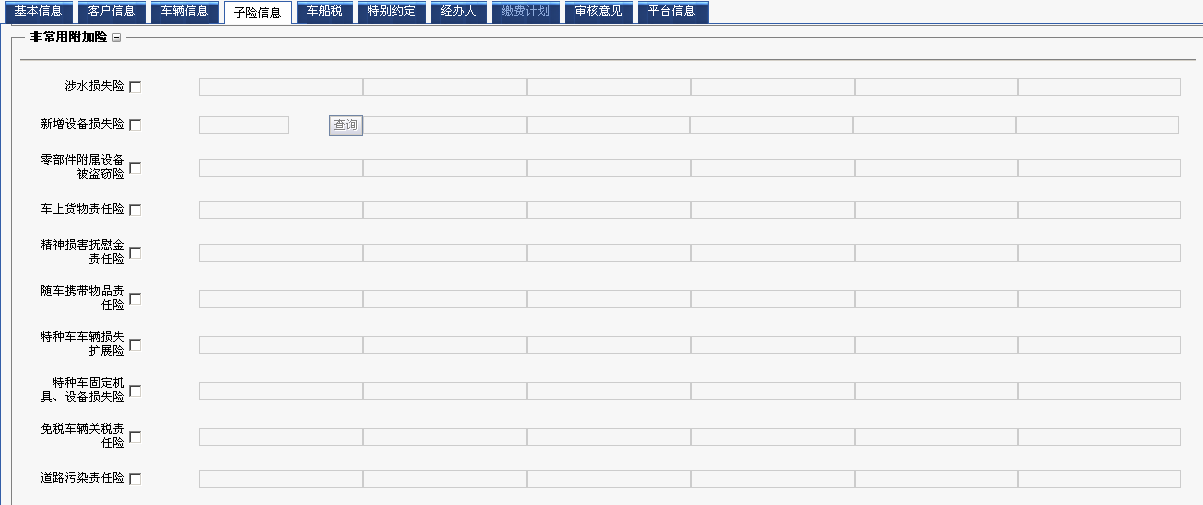 基本信息 客户信息 车辆信息 子险信息 车船税 特别约定 经办人 缴费计划 审核意见 平台信息
非常用附加险
涉水损失险
新增设备损失险 查询
零部件附属设备
被盗窃险
车上货物责任险
精神损害抚慰金
责任险
随车携带物品责
任险
特种车车辆损失
扩展险
特种车固定机
具、设备损失险
免税车辆关税责
任险
道路污染责任险